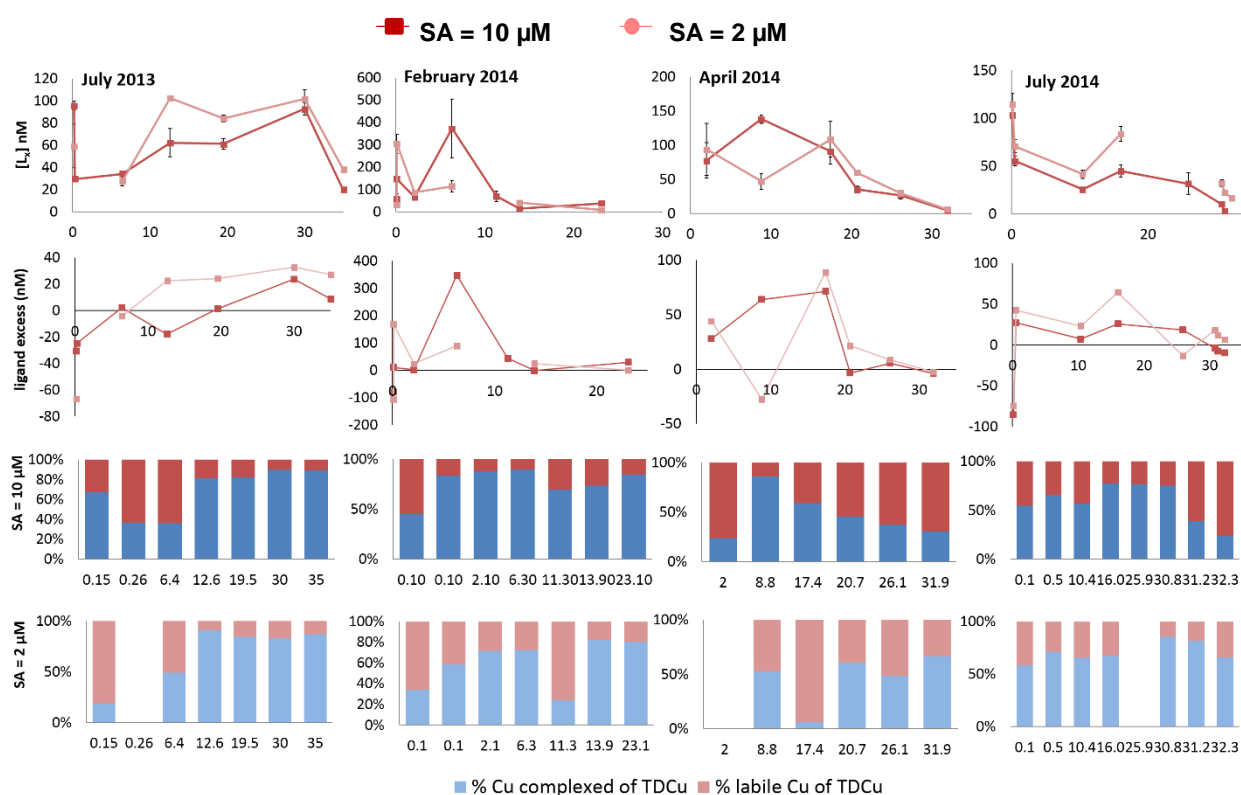 SA = 10 µM SA = 2 µM
July 2013 February 2014 April 2014 July 2014
[Lx] nM
120 100 80 60 40 20 0
0 10 20 30
600 500 400 300 200 100 0
0 10 20
200 150 100 50 0
0 10 20 30
150 100 50 0
0 10 20 30
ligand excess (nM)
40 20 0 -20 -40 -60 -80
0 10 20 30
400 300 200 100 0 -100 -200
0 10 20
100 50 0 -50
0 10 20 30
100 50 0 -50 -100
0 10 20 30
SA = 10 µM
100% 80% 60% 40% 20% 0%
0.15 0.26 6.4 12.6 19.5 30 35
100% 50% 0%
0.10 0.10 2.10 6.30 11.30 13.90 23.10
100% 50% 0%
2 8.8 17.4 20.7 26.1 31.9
100% 50% 0%
0.1 0.5 10.4 16.0 25.9 30.8 31.2 32.3
SA = 2 µM
100% 50% 0%
0.15 0.26 6.4 12.6 19.5 30 35
100% 80% 60% 40% 20% 0%
0.1 0.1 2.1 6.3 11.3 13.9 23.1
100% 50% 0%
2 8.8 17.4 20.7 26.1 31.9
100% 50% 0%
0.1 0.5 10.4 16.0 25.9 30.8 31.2 32.3
% Cu complexed of TDCu % labile Cu of TDCu